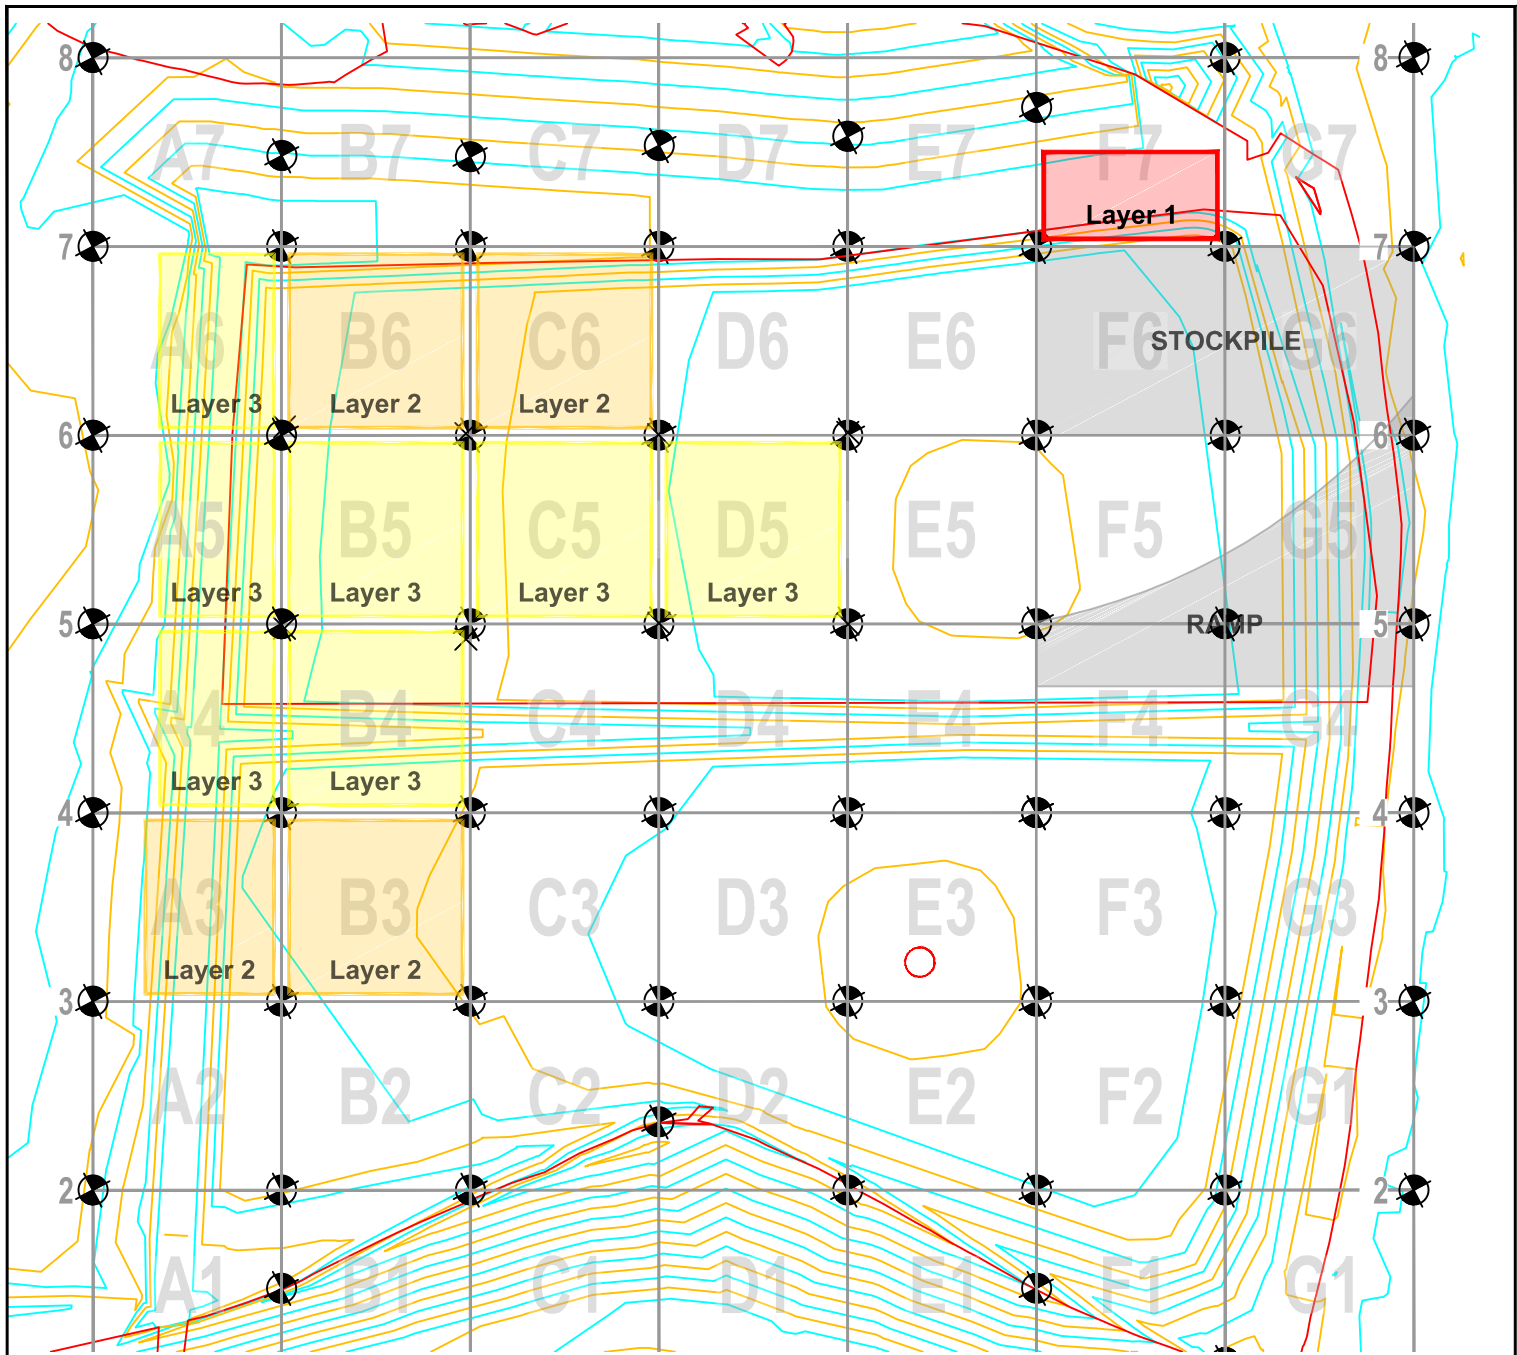 8 8
A7 B7 C7 D7 E7 F7 G7
Layer 1
7 7
A6 B6 C6 D6 E6 F6 G6
STOCKPILE
Layer 3 Layer 2 Layer 2
6 6
A5 B5 C5 D5 E5 F5 G5
Layer 3 Layer 3 Layer 3 Layer 3
5 RAMP 5
A4 B4 C4 D4 E4 F4 G4
Layer 3 Layer 3
4 4
A3 B3 C3 D3 E3 F3 G3
Layer 2 Layer 2
3 3
A2 B2 C2 D2 E2 F2 G1
2 2
A1 B1 C1 D1 E1 F1 G1